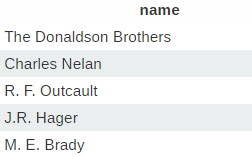 name
The Donaldson Brothers
Charles Nelan
R. F. Outcault
J.R. Hager
M. E. Brady